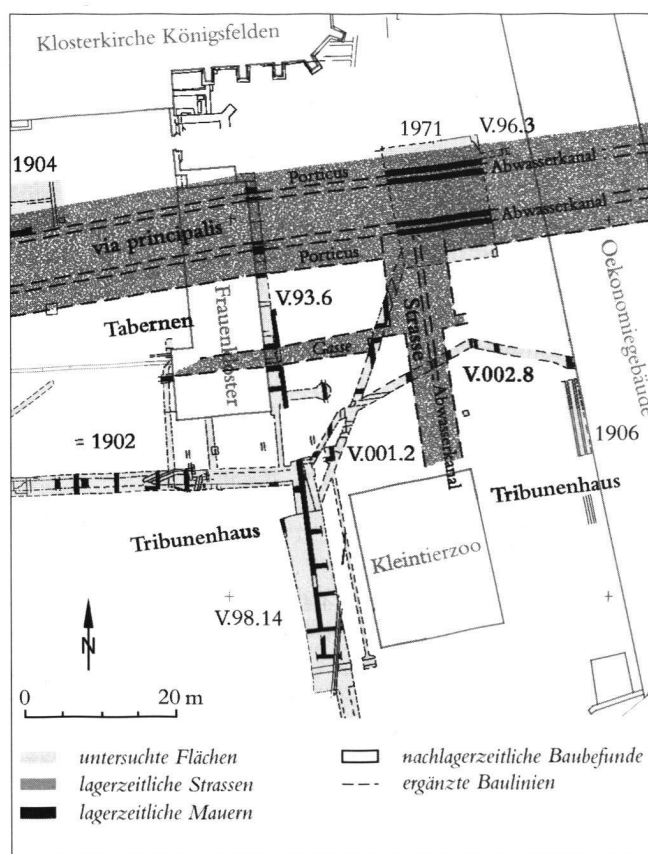 Klosterkirche Königsfelden
1971
V.96.3
1904
Porticus
Abwasserkanal
via principalis
Abwasserkanal
Porticus
Oekonomiegebäude
V.93.6
Tabernen
Frauenkloster
Strasse
Gasse
V.002.8
Abwasserkanal
1902
V.001.2
1906
Tribunenhaus
Tribunenhaus
Kleintierzoo
V.98.14
N
0 20 m
untersuchte Flächen
lagerzeitliche Strassen
lagerzeitliche Mauern
nachlagerzeitliche Baubefunde
ergänzte Baulinien